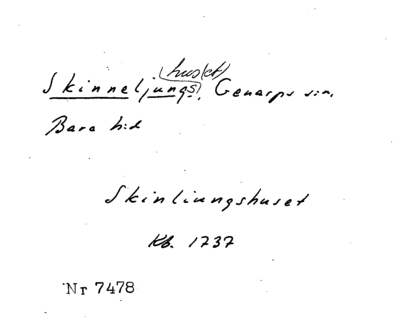 hus(et)
Skinneljungs, Genarps sn,
Bara hd
Skinliungshuset
Kb. 1737
Nr 7478